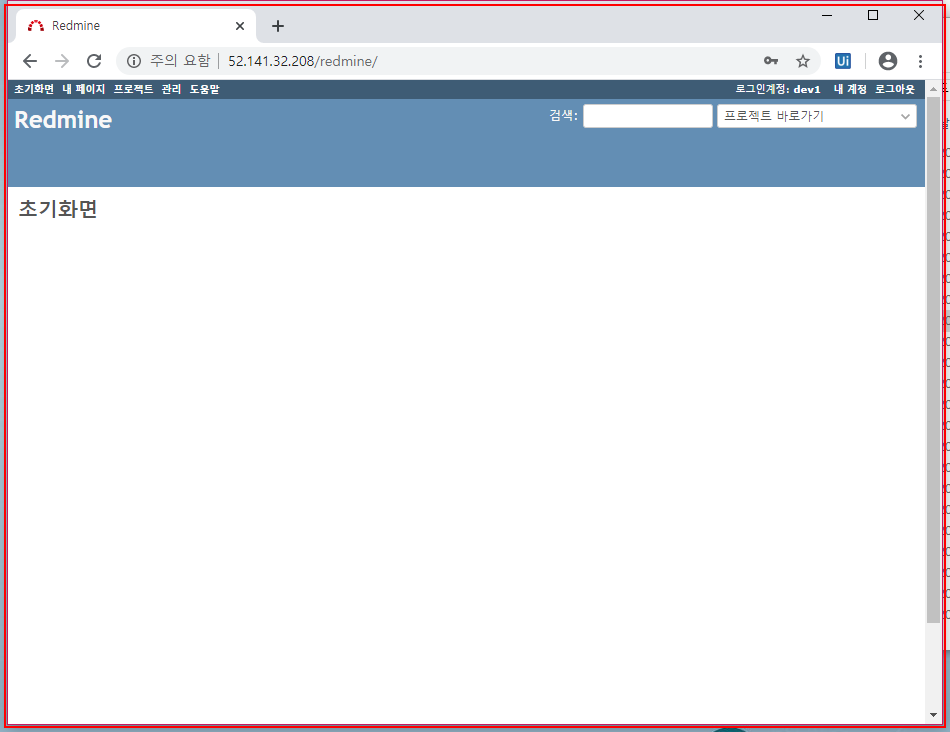 Redmine
주의 요함 52.141.32.208/redmine/
Ui
초기화면 내 페이지 프로젝트 관리 도움말 로그인계정: dev1 내 계정 로그아웃
Redmine 검색: 프로젝트 바로가기
초기화면